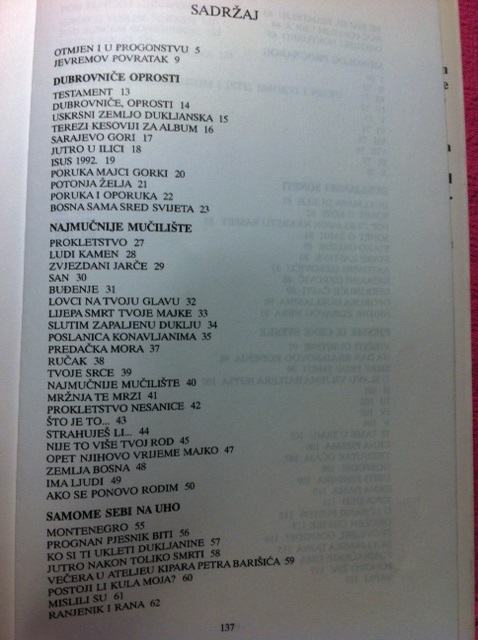 SADRŽAJ
OTMJEN I U PROGONSTVU 5
JEVREMOV POVRATAK 9
DUBROVNIČE OPROSTI
TESTAMENT 13
DUBROVNIČE, OPROSTI 14
USKRSNI ZEMLJO DUKLJANSKA 15
TEREZI KESOVIJI ZA ALBUM 16
SARAJEVO GORI 17
JUTRO U ILICI 18
ISUS 1992. 19
PORUKA MAJCI GORKI 20
POTONJA ŽELJA 21
PORUKA I OPORUKA 22
BOSNA SAMA SRED SVIJETA 23
NAJMUČNIJE MUČILIŠTE
PROKLETSTVO 27
LUDI KAMEN 28
ZVJEZDANI JARČE 29
SAN 30
BUĐENJE 31
LOVCI NA TVOJU GLAVU 32
LIJEPA SMRT TVOJE MAJKE 33
SLUTIM ZAPALJENU DUKLJU 34
POSLANICA KONAVLJANIMA 35
PREDAČKA MORA 37
RUČAK 38
TVOJE SRCE 39
NAJMUČNIJE MUČILIŠTE 40
MRŽNJA TE MRZI 41
PROKLETSTVO NESANICE 42
ŠTO JE TO... 43
STRAHUJEŠ LI... 44
NIJE TO VIŠE TVOJ ROD 45
OPET NJIHOVO VRIJEME MAJKO 47
ZEMLJA BOSNA 48
IMA LJUDI 49
AKO SE PONOVO RODIM 50
SAMOME SEBI NA UHO
MONTENEGRO 55
PROGNAN PJESNIK BITI 56
KO SI TI UKLETI DUKLJANINE 57
JUTRO NAKON TOLIKO SMRTI 58
VEČERA U ATELJEU KIPARA PETRA BARIŠIĆA 59
POSTOJI LI KULA MOJA? 60
MISLILI SU 61
RANJENIK I RANA 62
137